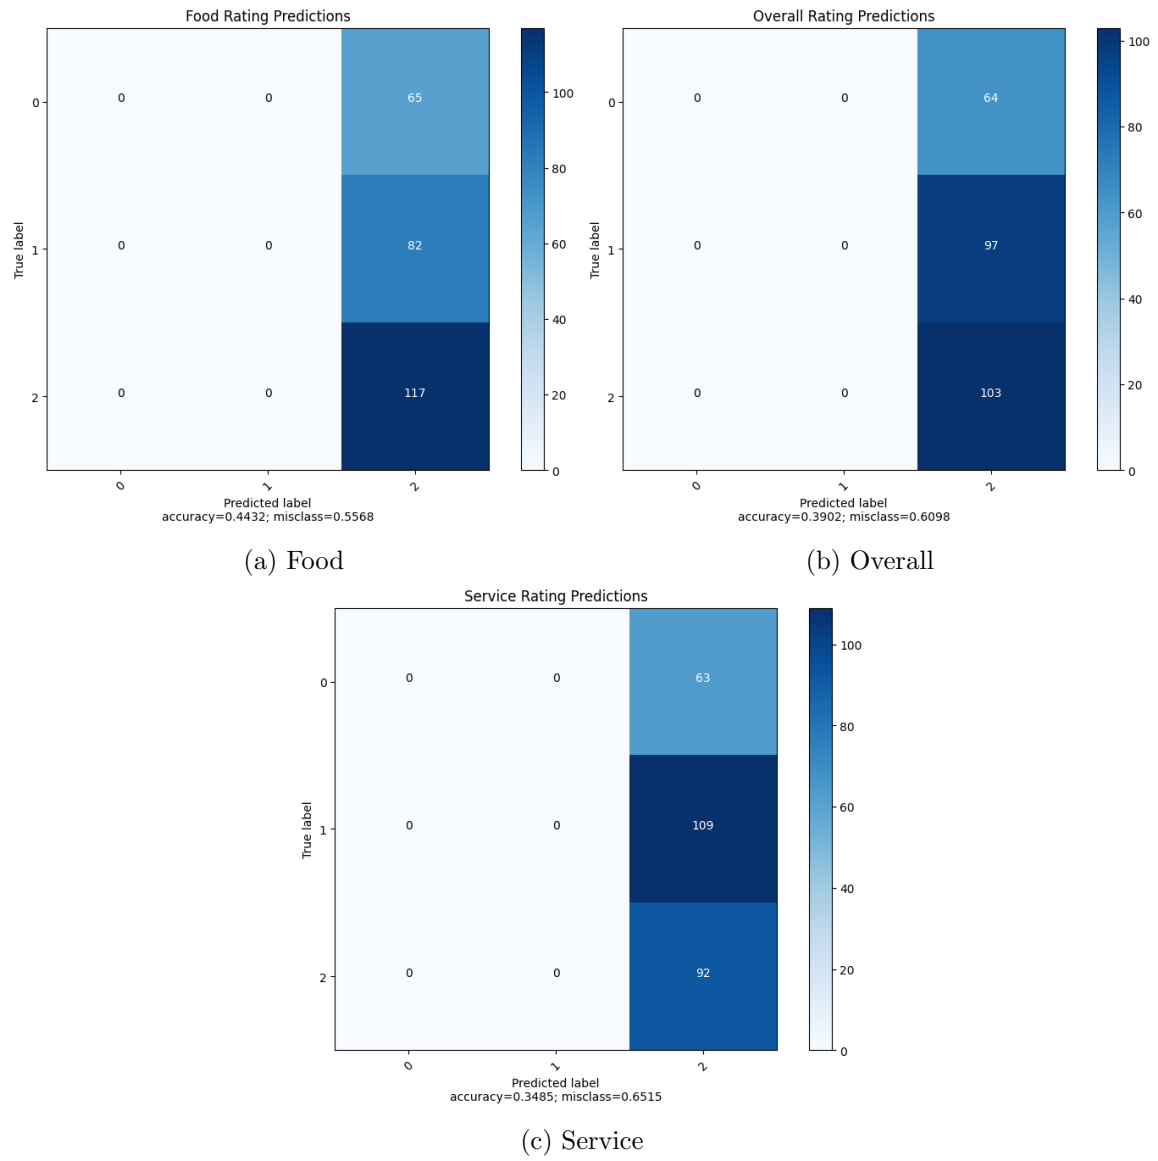 Food Rating Predictions
0 0 0 65
1 0 0 82
2 0 0 117
True label
0 1 2
Predicted label
accuracy=0.4432; misclass=0.5568
100
80
60
40
20
0
(a) Food
Overall Rating Predictions
0 0 0 64
1 0 0 97
2 0 0 103
True label
0 1 2
Predicted label
accuracy=0.3902; misclass=0.6098
100
80
60
40
20
0
(b) Overall
Service Rating Predictions
0 0 0 63
1 0 0 109
2 0 0 92
True label
0 1 2
Predicted label
accuracy=0.3485; misclass=0.6515
100
80
60
40
20
0
(c) Service